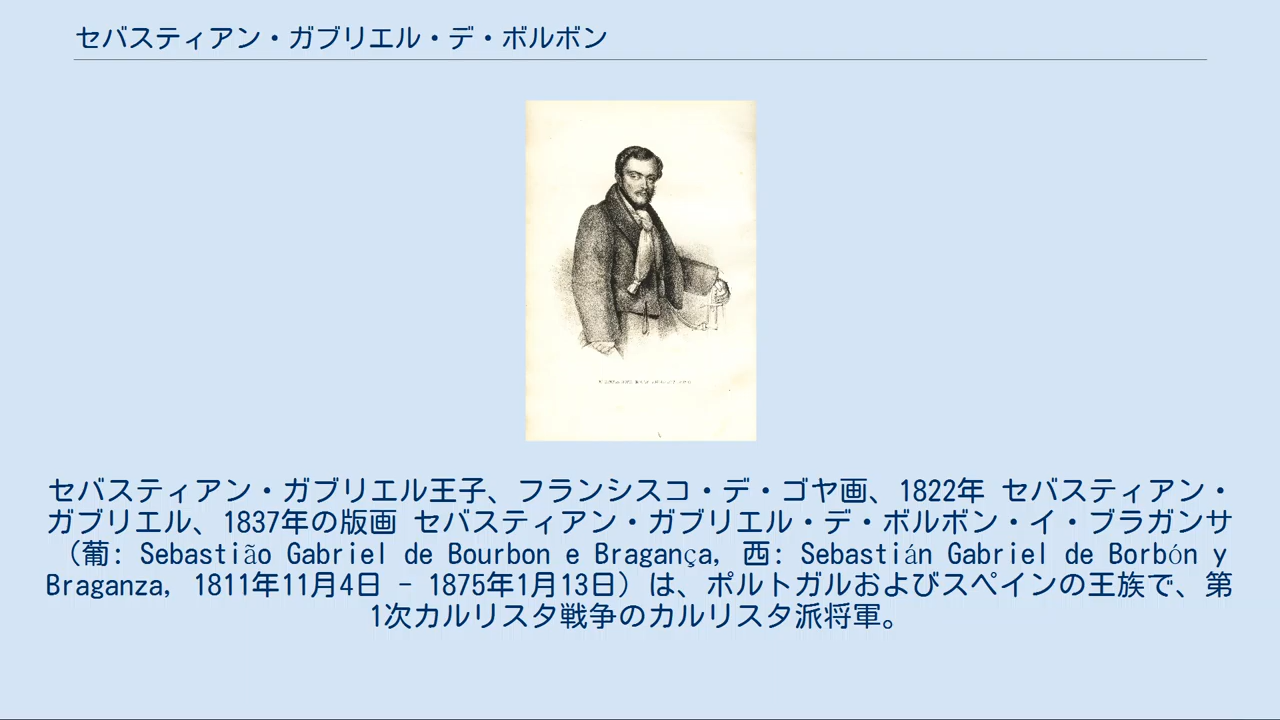 セバスティアン・ガブリエル・デ・ボルボン
セバスティアン・ガブリエル王子、フランシスコ・デ・ゴヤ画、1822年 セバスティアン・
ガブリエル、1837年の版画 セバスティアン・ガブリエル・デ・ボルボン・イ・ブラガンサ
（葡: Sebastião Gabriel de Bourbon e Bragança, 西: Sebastián Gabriel de Borbón y
Braganza, 1811年11月4日 - 1875年1月13日）は、ポルトガルおよびスペインの王族で、第
1次カルリスタ戦争のカルリスタ派将軍。